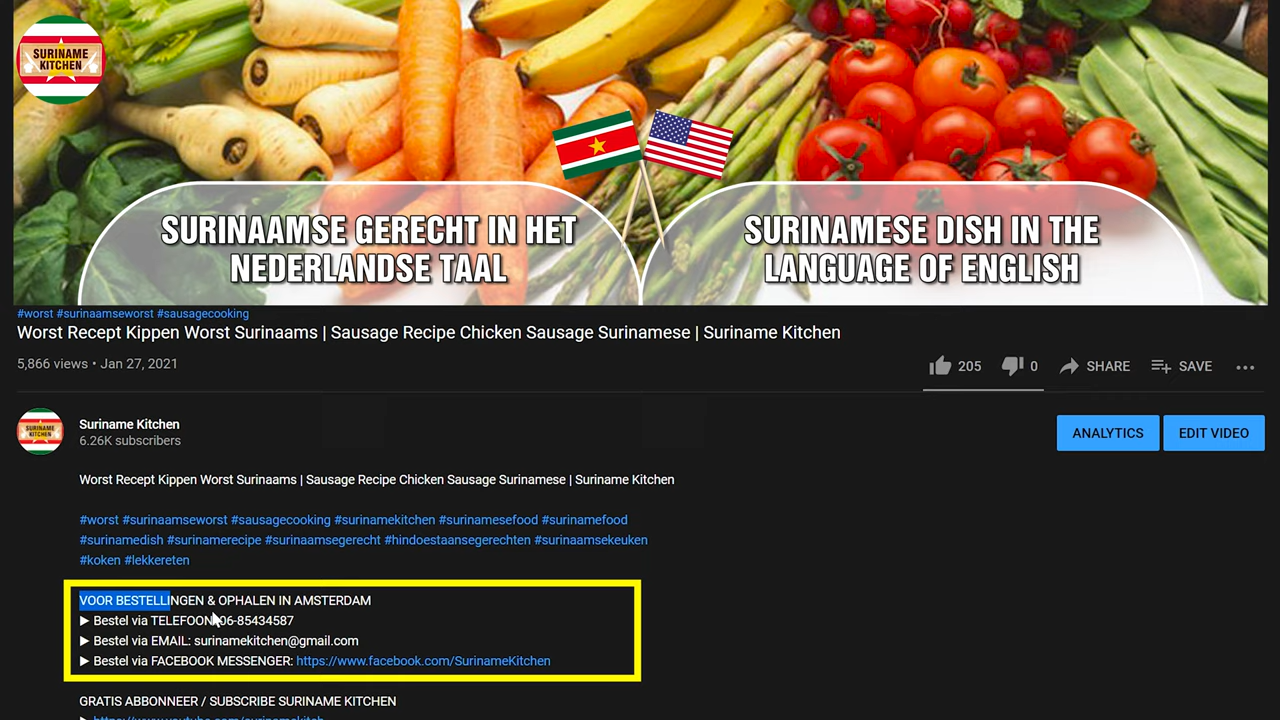 SURINAME
KITCHEN
SURINAAMSE GERECHT IN HET
NEDERLANDSE TAAL
SURINAMESE DISH IN THE
LANGUAGE OF ENGLISH
#worst #surinaamseworst #sausagecooking
Worst Recept Kippen Worst Surinaams | Sausage Recipe Chicken Sausage Surinamese | Suriname Kitchen
5,866 views • Jan 27, 2021
205
0
SHARE
SAVE
SURINAME
KITCHEN
Suriname Kitchen
6.26K subscribers
ANALYTICS
EDIT VIDEO
Worst Recept Kippen Worst Surinaams | Sausage Recipe Chicken Sausage Surinamese | Suriname Kitchen
#worst #surinaamseworst #sausagecooking #surinamekitchen #surinamesefood #surinamefood
#surinamedish #surinamerecipe #surinaamsegerecht #hindoestaansegerechten #surinaamsekeuken
#koken #lekkereten
VOOR BESTELLINGEN & OPHALEN IN AMSTERDAM
▶ Bestel via TELEFOON: 06-85434587
▶ Bestel via EMAIL: surinamekitchen@gmail.com
▶ Bestel via FACEBOOK MESSENGER: https://www.facebook.com/SurinameKitchen
GRATIS ABBONNEER / SUBSCRIBE SURINAME KITCHEN